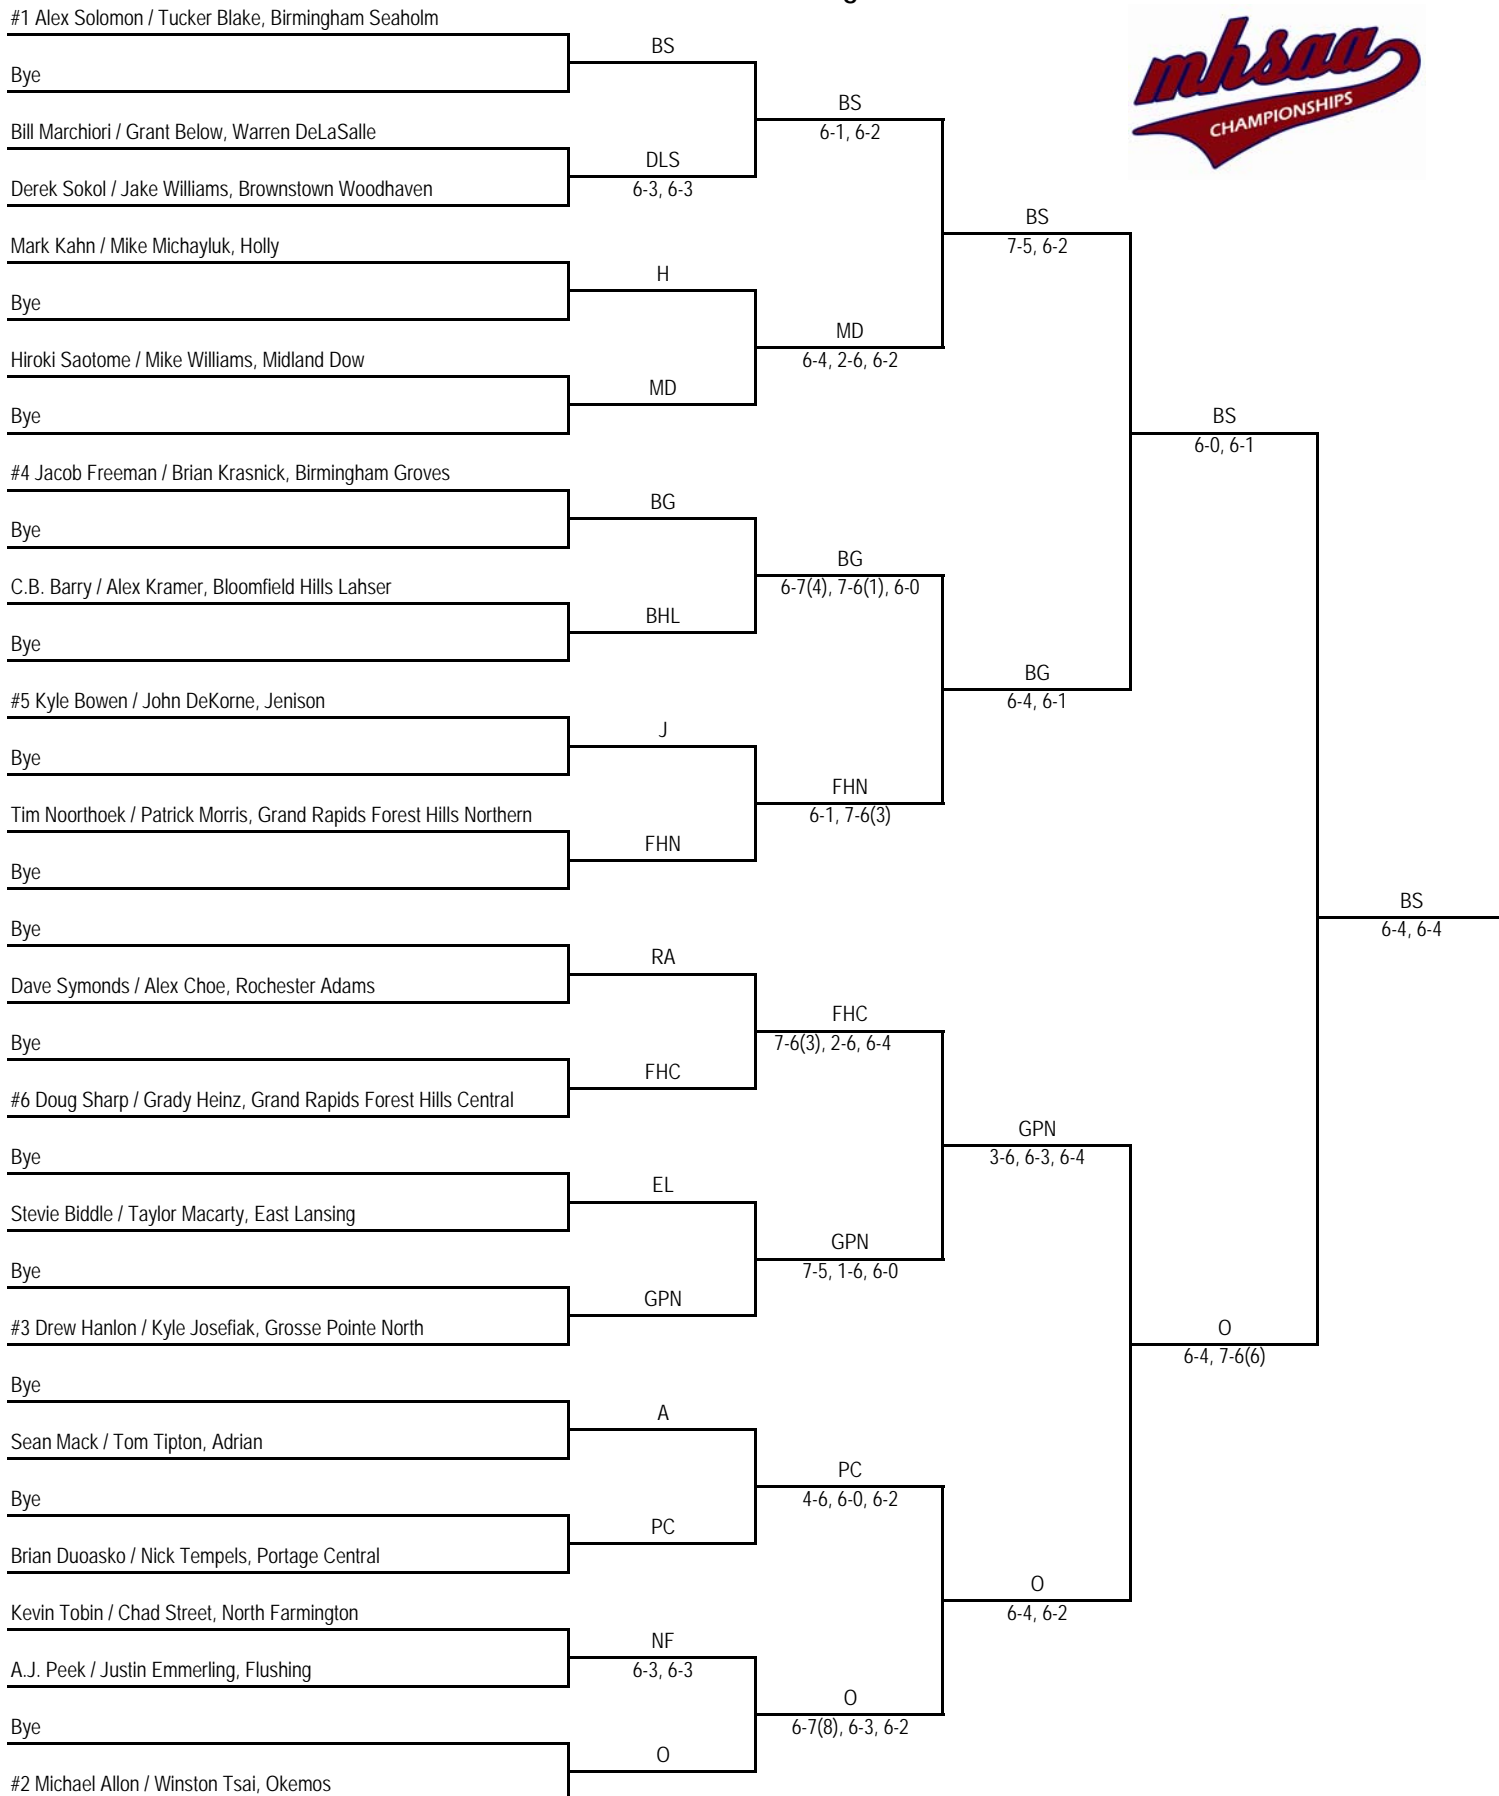 #1 Alex Solomon / Tucker Blake, Birmingham Seaholm
BS
Bye
BS
6-1, 6-2
Bill Marchiori / Grant Below, Warren DeLaSalle
DLS
6-3, 6-3
Derek Sokol / Jake Williams, Brownstown Woodhaven
BS
7-5, 6-2
Mark Kahn / Mike Michayluk, Holly
H
Bye
MD
6-4, 2-6, 6-2
Hiroki Saotome / Mike Williams, Midland Dow
MD
Bye
BS
6-0, 6-1
#4 Jacob Freeman / Brian Krasnick, Birmingham Groves
BG
Bye
BG
6-7(4), 7-6(1), 6-0
C.B. Barry / Alex Kramer, Bloomfield Hills Lahser
BHL
Bye
BG
6-4, 6-1
#5 Kyle Bowen / John DeKorne, Jenison
J
Bye
FHN
6-1, 7-6(3)
Tim Noorthoek / Patrick Morris, Grand Rapids Forest Hills Northern
FHN
Bye
BS
6-4, 6-4
Bye
RA
Dave Symonds / Alex Choe, Rochester Adams
FHC
7-6(3), 2-6, 6-4
Bye
FHC
#6 Doug Sharp / Grady Heinz, Grand Rapids Forest Hills Central
GPN
3-6, 6-3, 6-4
Bye
EL
Stevie Biddle / Taylor Macarty, East Lansing
GPN
7-5, 1-6, 6-0
Bye
GPN
#3 Drew Hanlon / Kyle Josefiak, Grosse Pointe North
O
6-4, 7-6(6)
Bye
A
Sean Mack / Tom Tipton, Adrian
PC
4-6, 6-0, 6-2
Bye
PC
Brian Duoasko / Nick Tempels, Portage Central
O
6-4, 6-2
Kevin Tobin / Chad Street, North Farmington
NF
6-3, 6-3
A.J. Peek / Justin Emmerling, Flushing
O
6-7(8), 6-3, 6-2
Bye
O
#2 Michael Allon / Winston Tsai, Okemos
mhsaa
CHAMPIONSHIPS